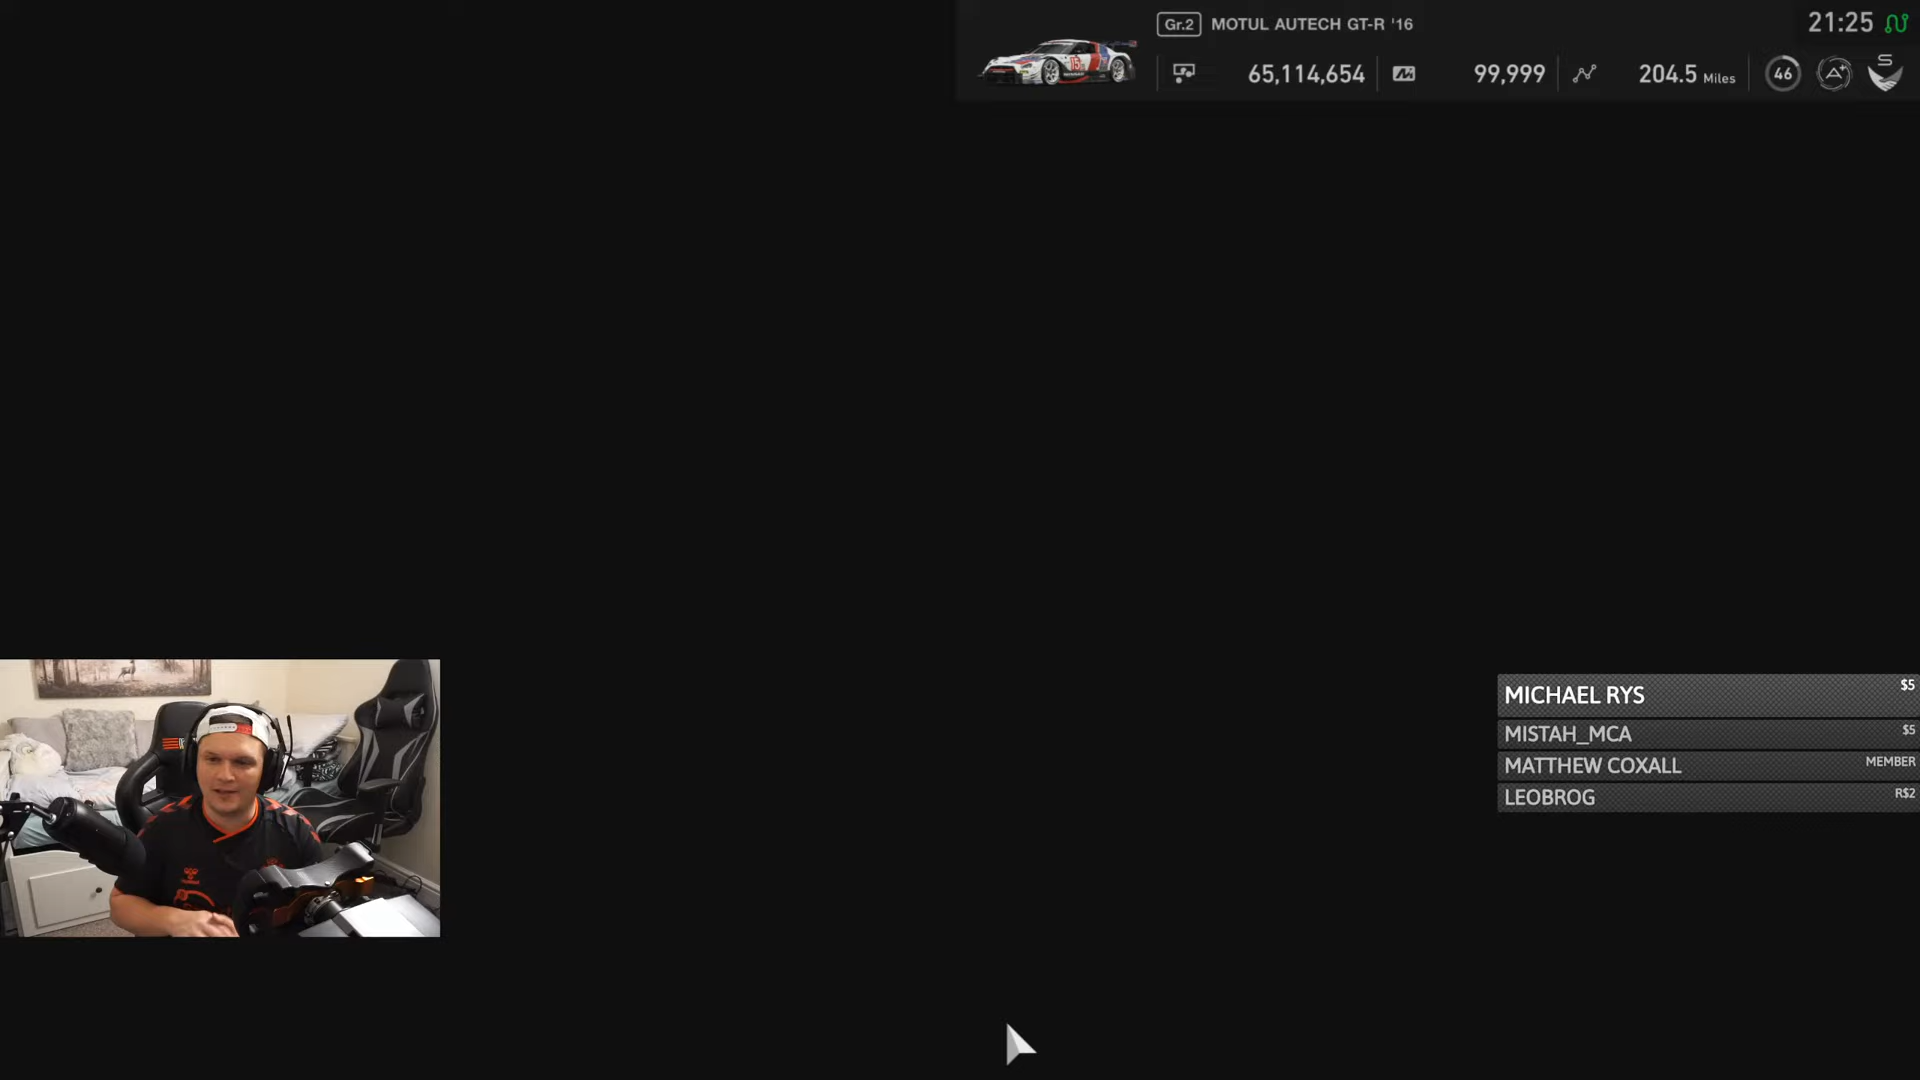 Gr.2 MOTUL AUTECH GT-R '16
21:25
65,114,654
99,999
204.5 Miles
46
A+
S
MICHAEL RYS $5
MISTAH_MCA $5
MATTHEW COXALL MEMBER
LEOBROG R$2